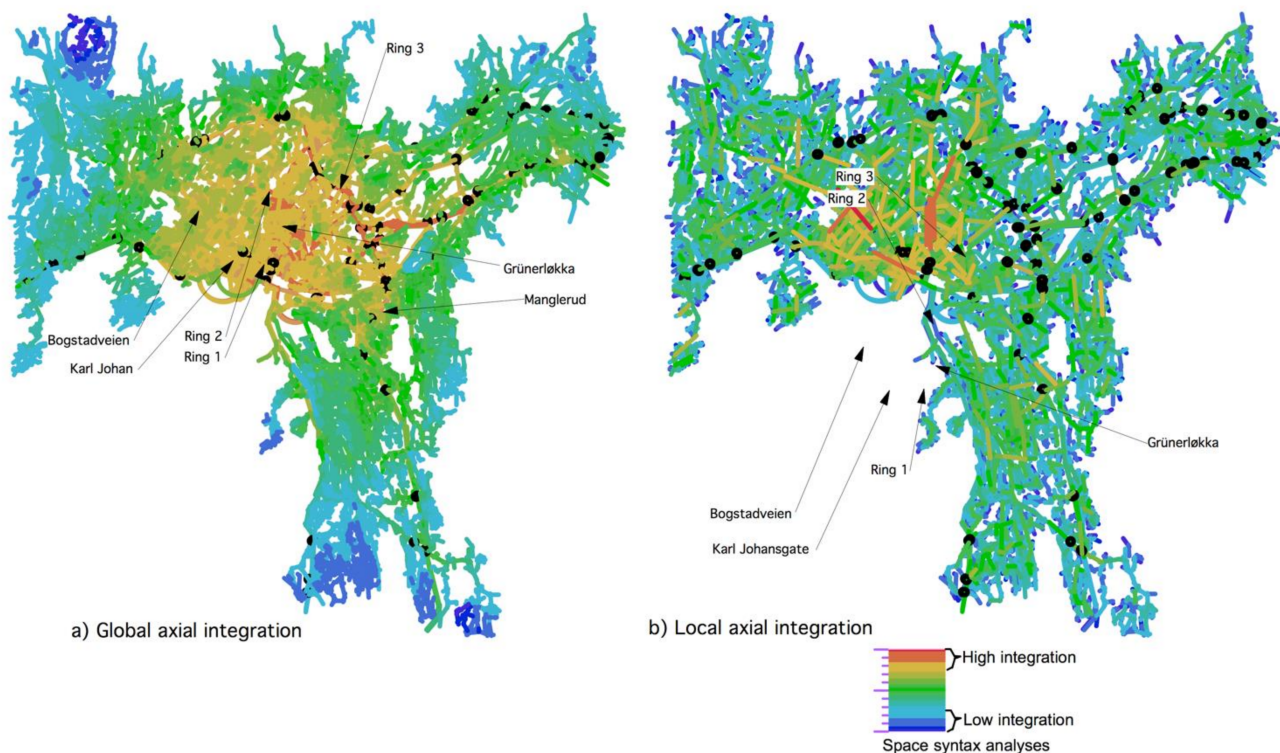 Ring 3
Grünerløkka
Manglerud
Bogstadveien
Ring 2
Karl Johan
Ring 1
a) Global axial integration
Ring 3
Ring 2
Grünerløkka
Ring 1
Bogstadveien
Karl Johansgate
b) Local axial integration
High integration
Low integration
Space syntax analyses